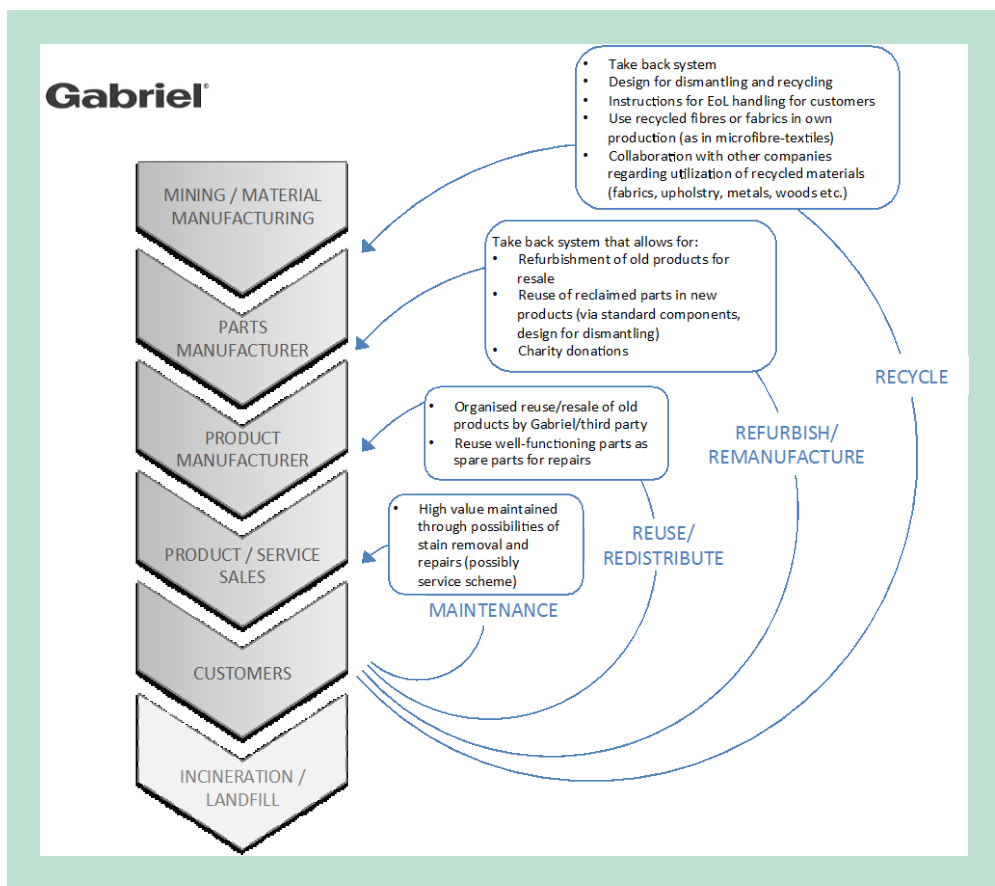 Gabriel®
• Take back system
• Design for dismantling and recycling
• Instructions for EoL handling for customers
• Use recycled fibres or fabrics in own
production (as in microfibre-textiles)
• Collaboration with other companies
regarding utilization of recycled materials
(fabrics, upholstry, metals, woods etc.)
MINING / MATERIAL
MANUFACTURING
Take back system that allows for:
• Refurbishment of old products for
resale
• Reuse of reclaimed parts in new
products (via standard components,
design for dismantling)
• Charity donations
PARTS
MANUFACTURER
RECYCLE
• Organised reuse/resale of old
products by Gabriel/third party
• Reuse well-functioning parts as
spare parts for repairs
PRODUCT
MANUFACTURER
REFURBISH/
REMANUFACTURE
• High value maintained
through possibilities of
stain removal and
repairs (possibly
service scheme)
REUSE/
REDISTRIBUTE
PRODUCT / SERVICE
SALES
MAINTENANCE
CUSTOMERS
INCINERATION /
LANDFILL